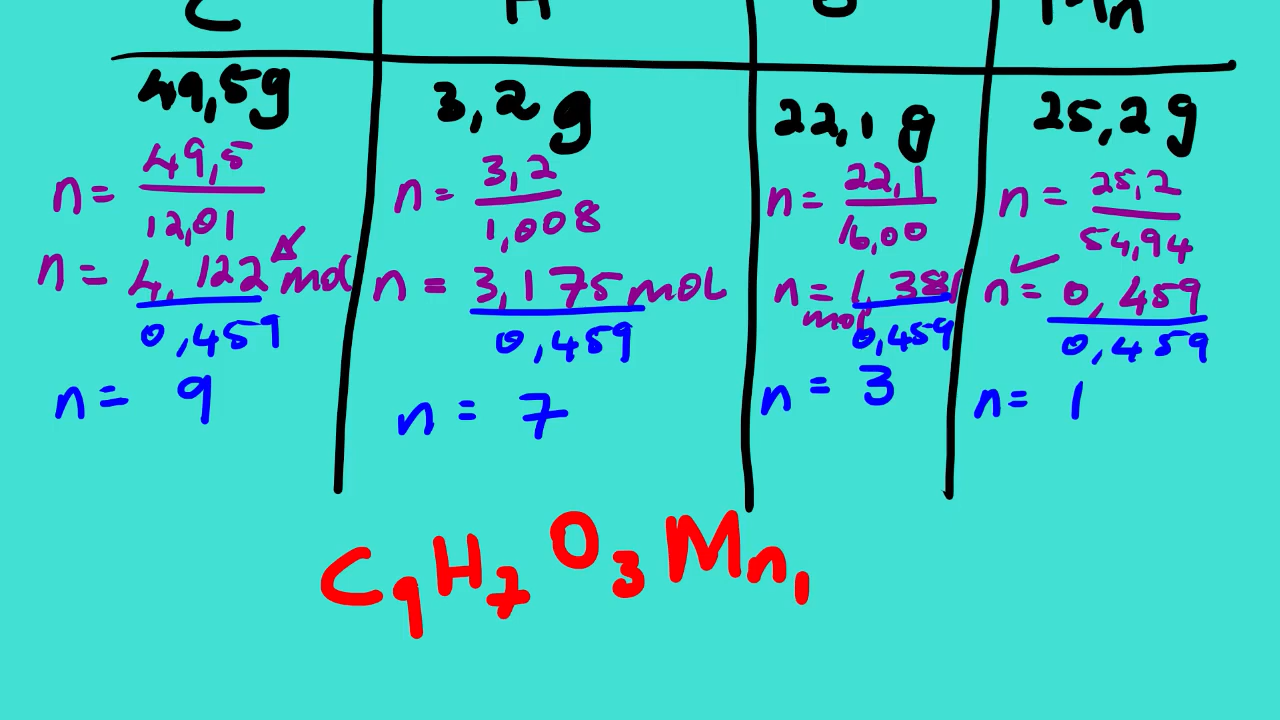 C H O Mn
49,5g 3,2g 22,1g 25,2g
n= 49,5 n= 3,2 n= 22,1 n= 25,2
12,01 1,008 16,00 54,94
n= 4,122 mol n= 3,175 mol n= 1,381 mol n= 0,459
0,459 0,459 0,459 0,459
n= 9 n= 7 n= 3 n= 1
C9H7O3Mn1